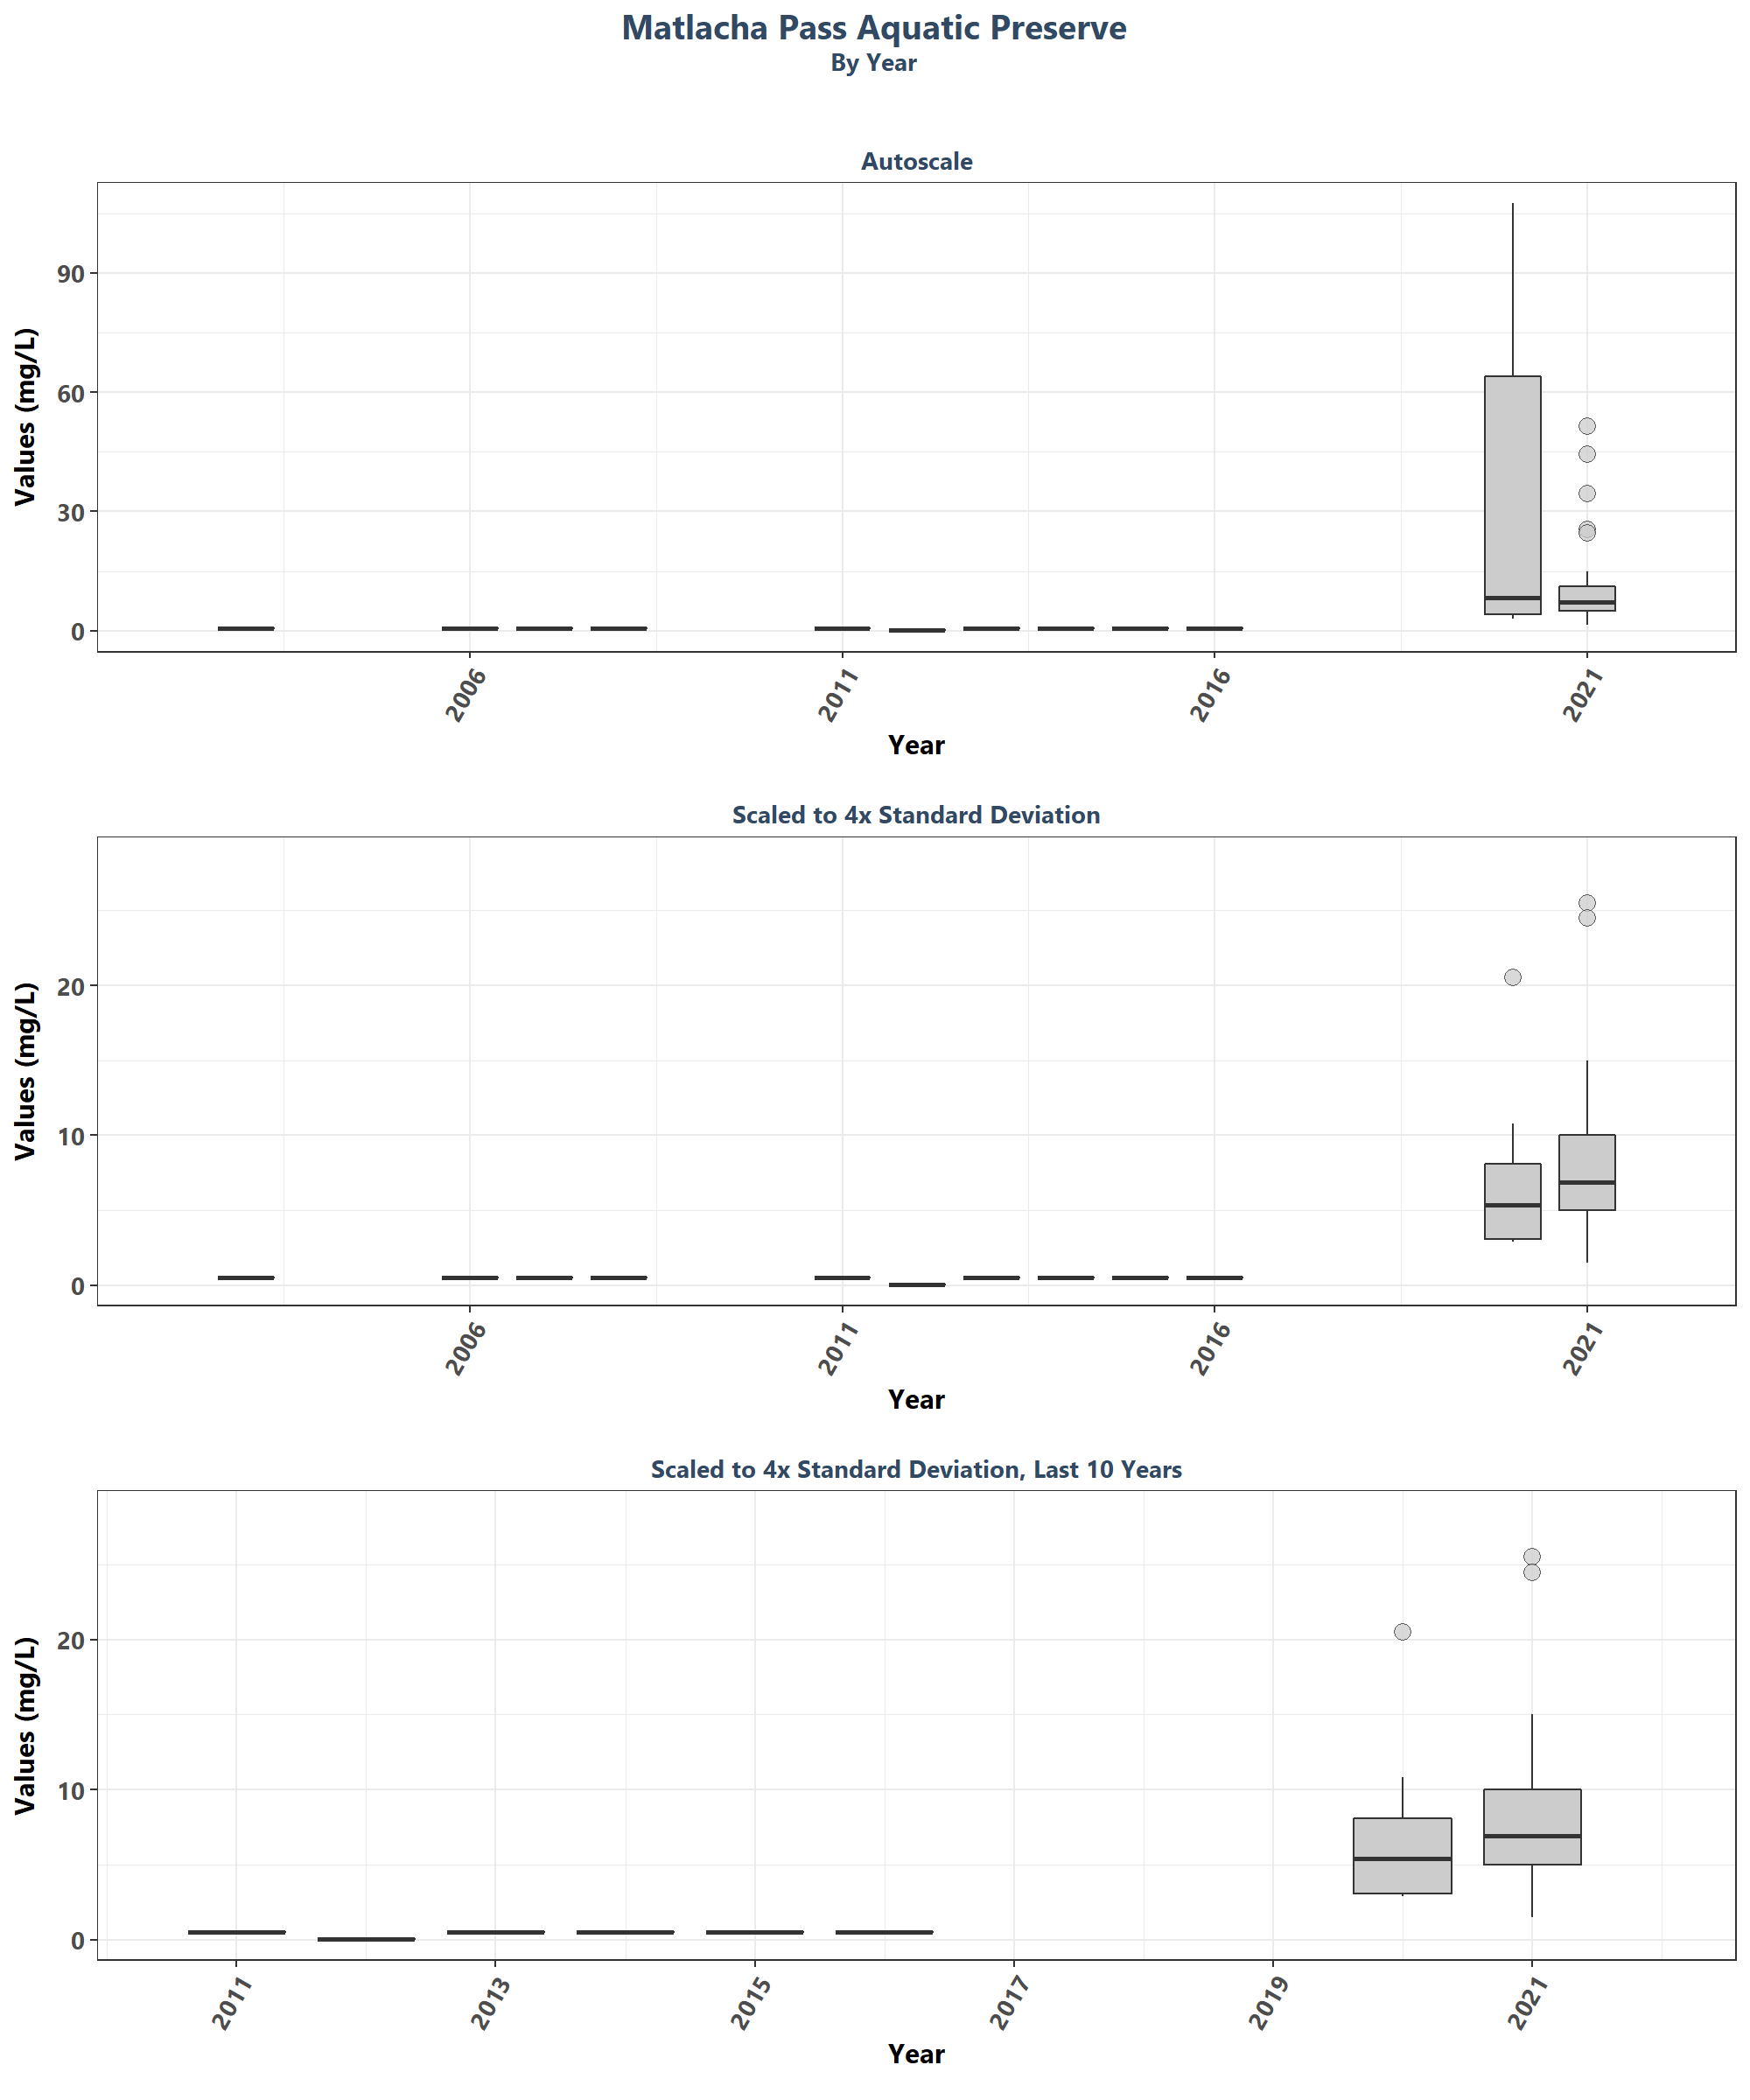 Matlacha Pass Aquatic Preserve
By Year
Autoscale
Values (mg/L)
90
60
30
0
2006
2011
2016
2021
Year
Scaled to 4x Standard Deviation
Values (mg/L)
20
10
0
2006
2011
2016
2021
Year
Scaled to 4x Standard Deviation, Last 10 Years
Values (mg/L)
20
10
0
2011
2013
2015
2017
2019
2021
Year